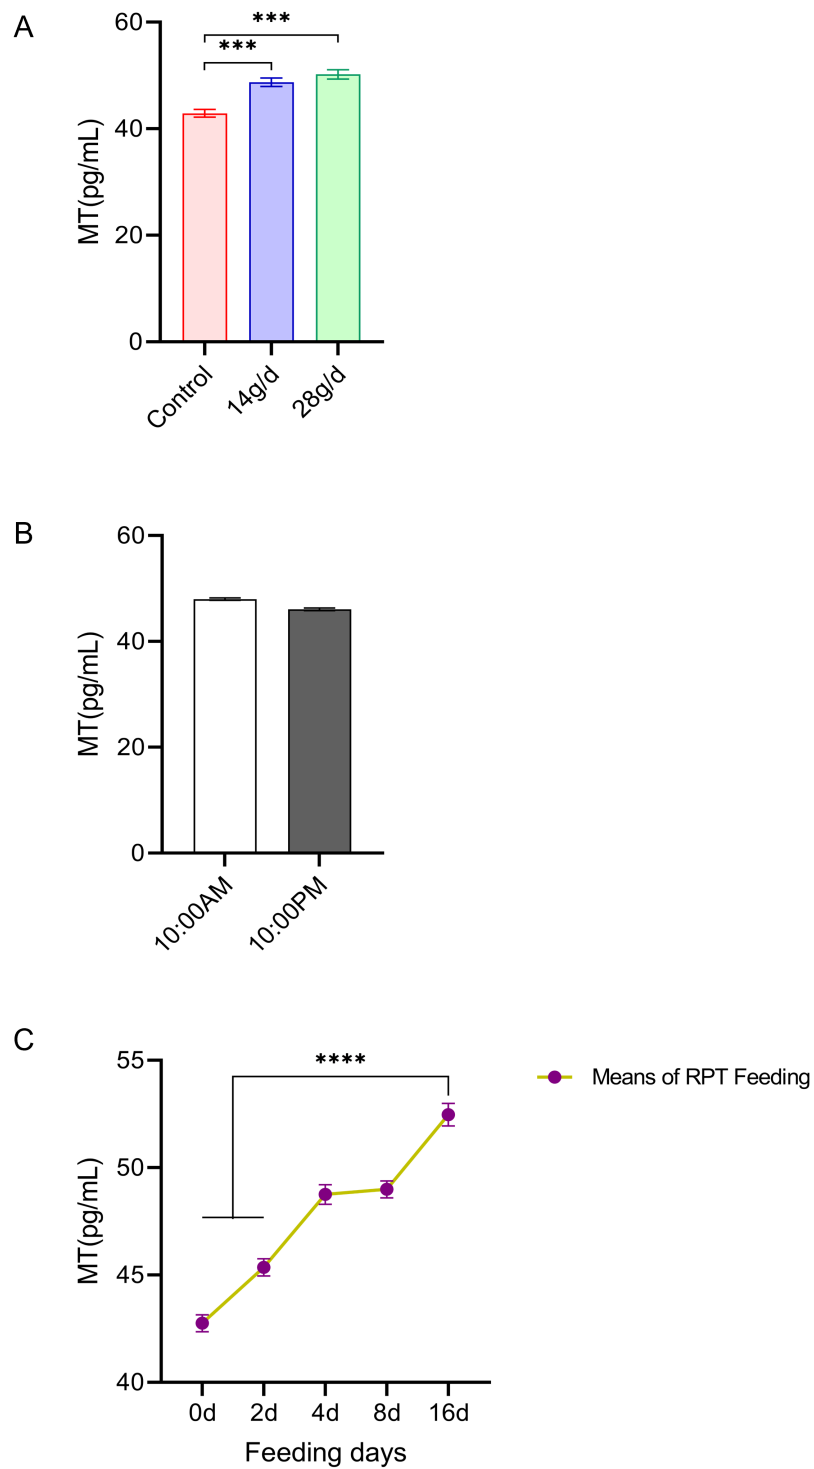 A
60
***
***
40
MT(pg/mL)
20
0
Control
14g/d
28g/d
B
60
40
MT(pg/mL)
20
0
10:00AM
10:00PM
C
55
****
Means of RPT Feeding
50
MT(pg/mL)
45
40
0d 2d 4d 8d 16d
Feeding days